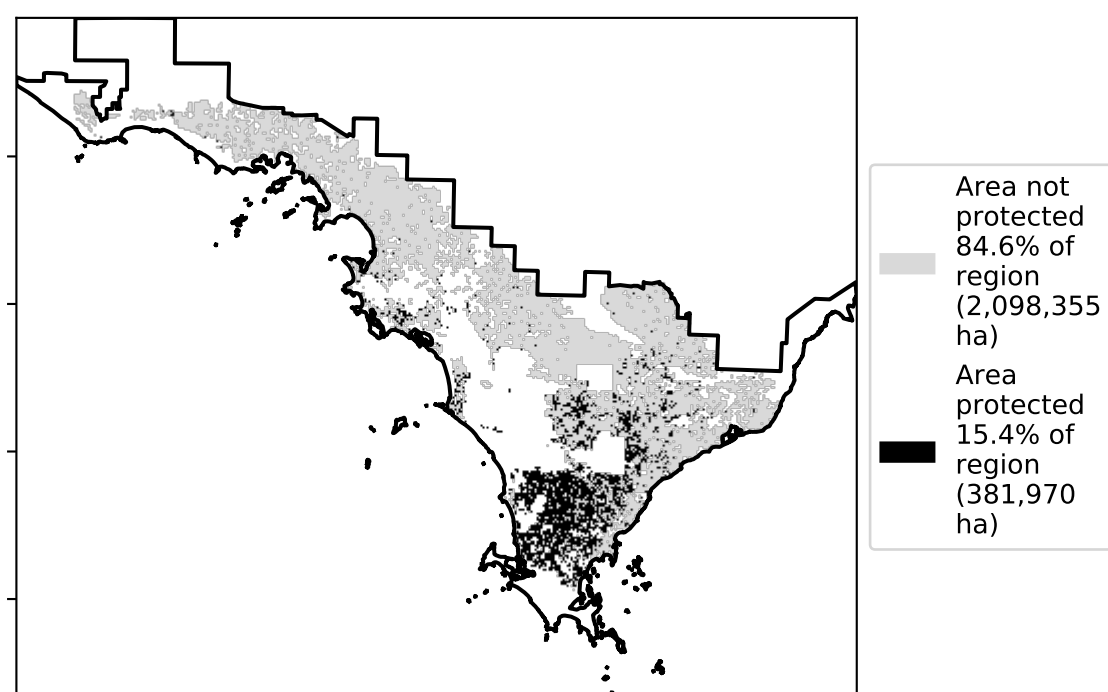 Area not
protected
84.6% of
region
(2,098,355
ha)
Area
protected
15.4% of
region
(381,970
ha)